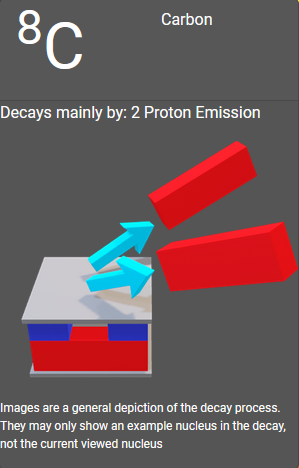 ⁸C
Carbon
Decays mainly by: 2 Proton Emission
Images are a general depiction of the decay process.
They may only show an example nucleus in the decay,
not the current viewed nucleus